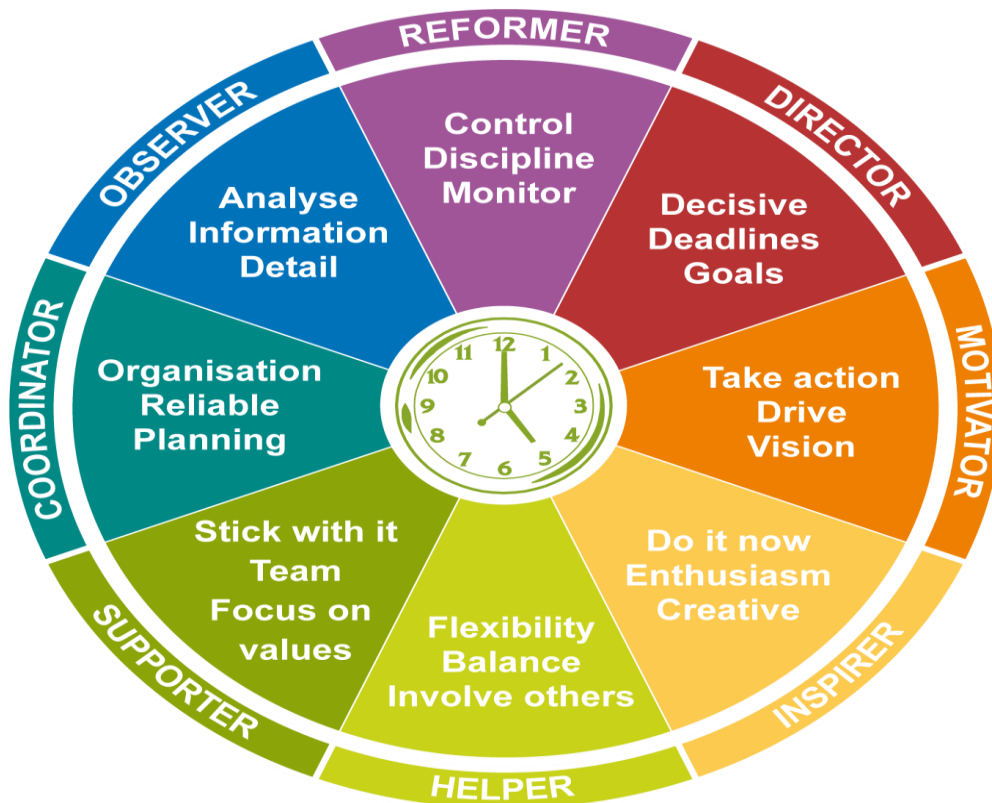 REFORMER
Control
Discipline
Monitor
DIRECTOR
Decisive
Deadlines
Goals
MOTIVATOR
Take action
Drive
Vision
INSPIRER
Do it now
Enthusiasm
Creative
HELPER
Flexibility
Balance
Involve others
SUPPORTER
Stick with it
Team
Focus on
values
COORDINATOR
Organisation
Reliable
Planning
OBSERVER
Analyse
Information
Detail
12
1
2
3
4
5
6
7
8
9
10
11